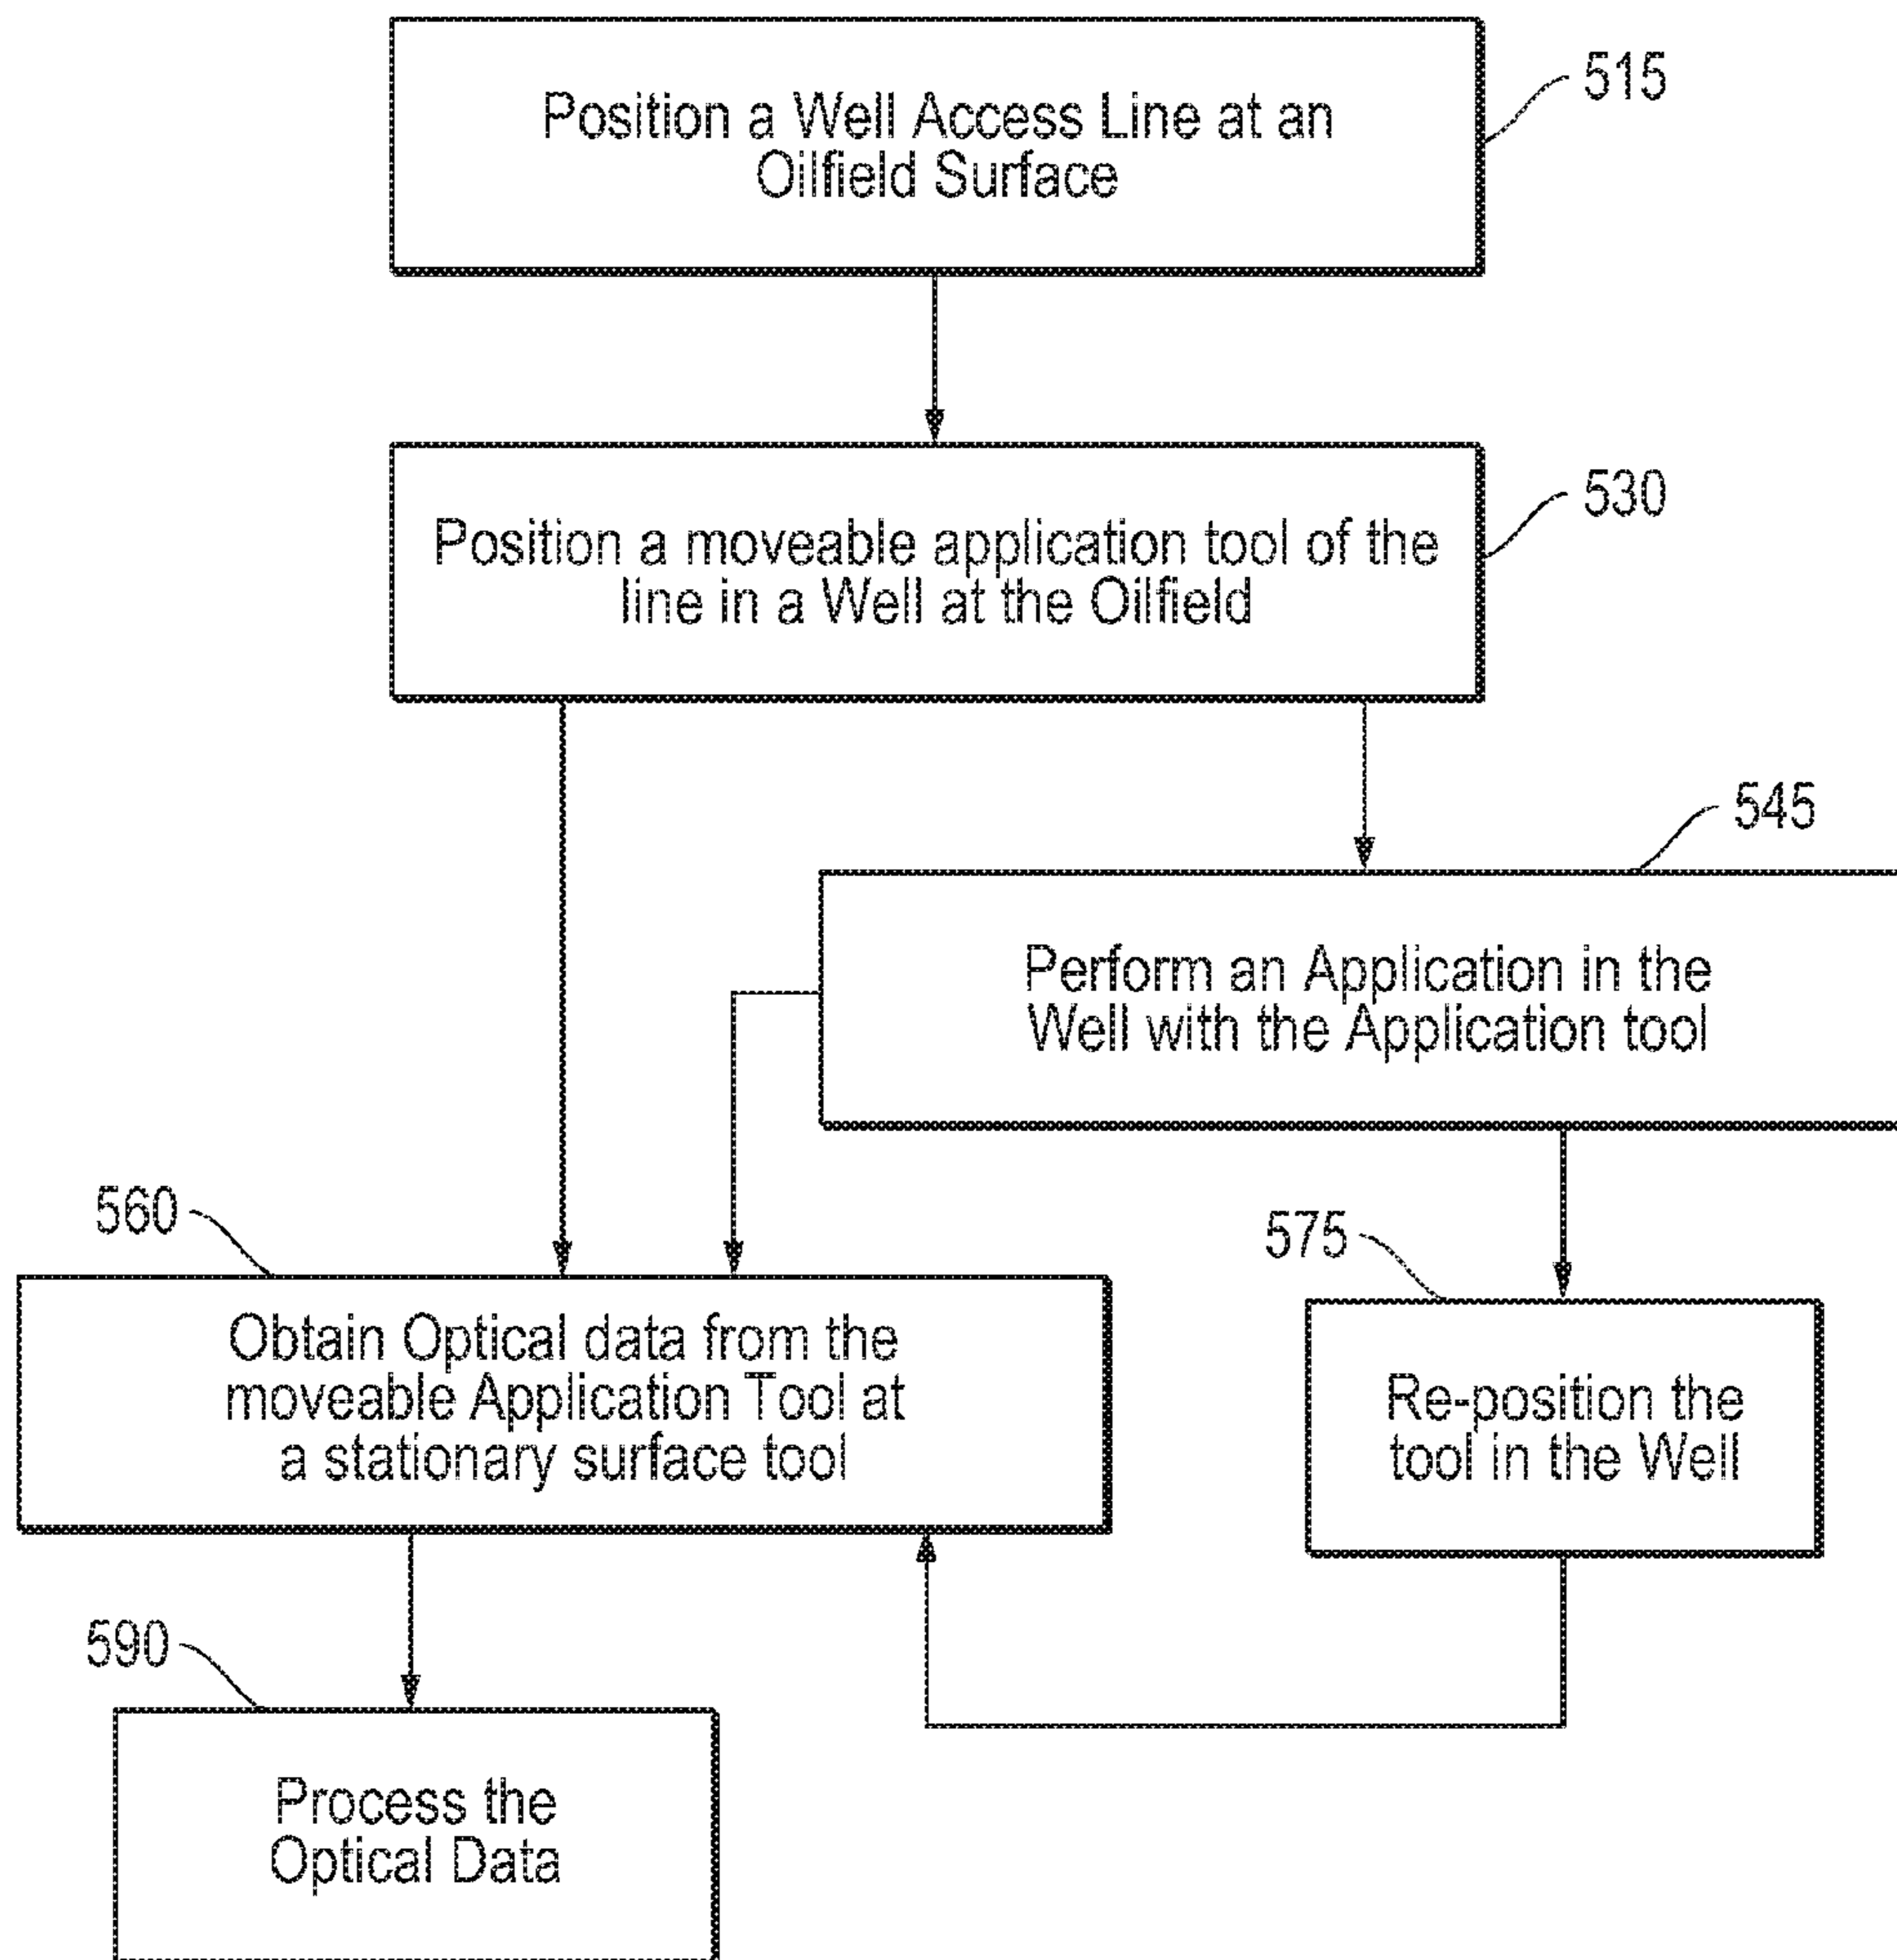 Position a Well Access Line at an
Oilfield Surface
515
Position a moveable application tool of the
line in a Well at the Oilfield
530
545
Perform an Application in the
Well with the Application tool
560
Obtain Optical data from the
moveable Application Tool at
a stationary surface tool
575
Re-position the
tool in the Well
590
Process the
Optical Data